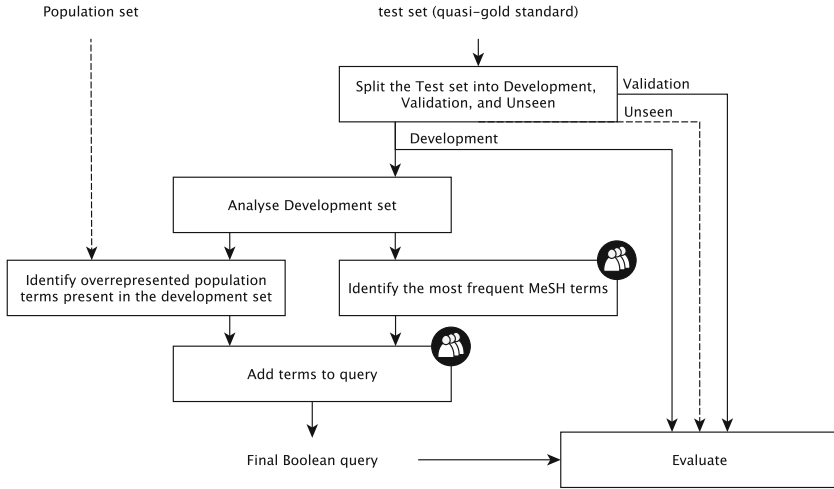 Population set
test set (quasi-gold standard)
Split the Test set into Development,
Validation, and Unseen
Validation
Unseen
Development
Analyse Development set
Identify overrepresented population
terms present in the development set
Identify the most frequent MeSH terms
Add terms to query
Final Boolean query
Evaluate